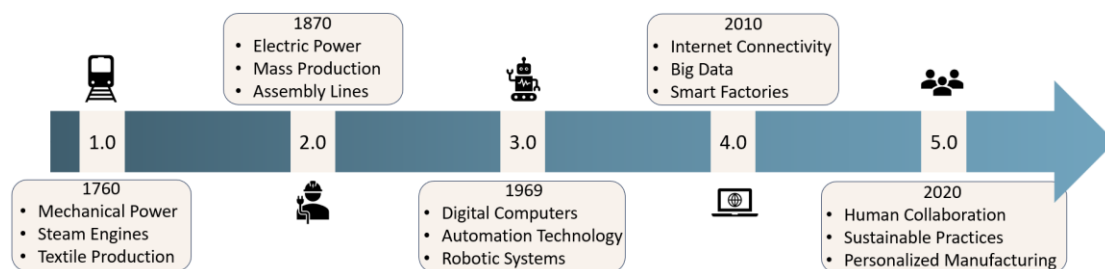 1870
• Electric Power
• Mass Production
• Assembly Lines
2010
• Internet Connectivity
• Big Data
• Smart Factories
1.0
2.0
3.0
4.0
5.0
1760
• Mechanical Power
• Steam Engines
• Textile Production
1969
• Digital Computers
• Automation Technology
• Robotic Systems
2020
• Human Collaboration
• Sustainable Practices
• Personalized Manufacturing